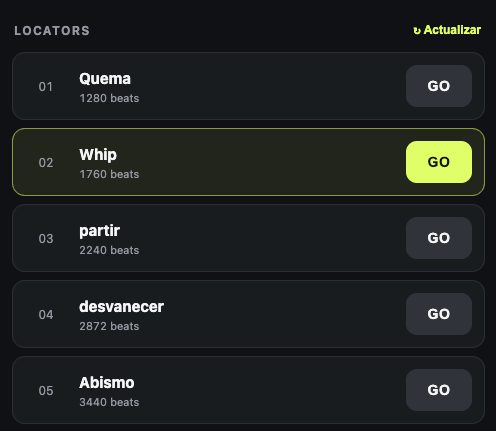 LOCATORS
↻ Actualizar
01
Quema
1280 beats
GO
02
Whip
1760 beats
GO
03
partir
2240 beats
GO
04
desvanecer
2872 beats
GO
05
Abismo
3440 beats
GO